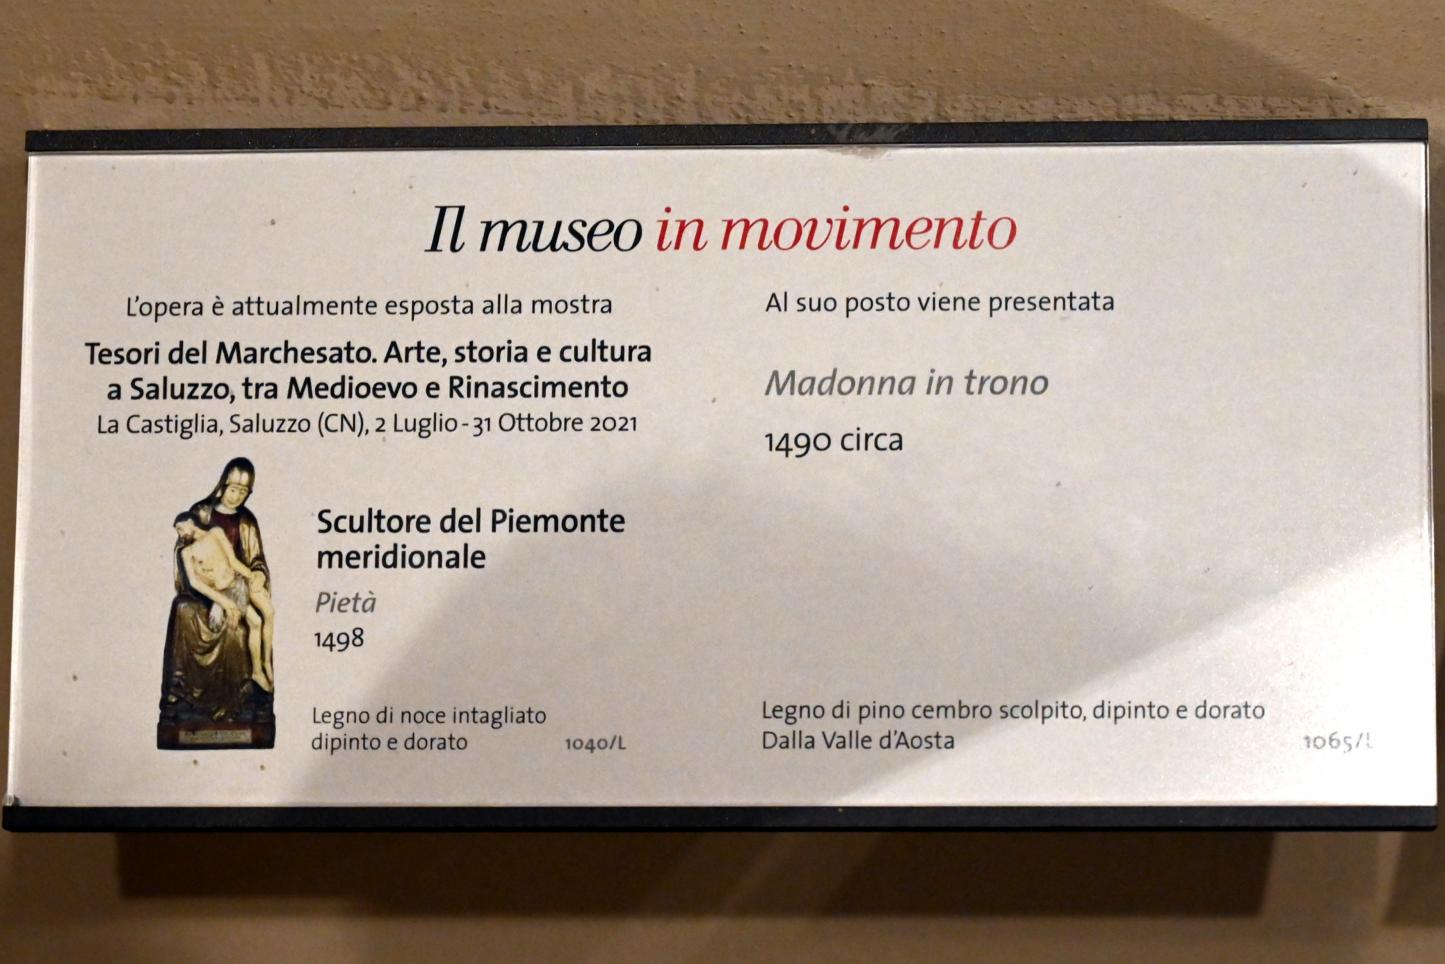 Il museo in movimento
L'opera è attualmente esposta alla mostra
Tesori del Marchesato. Arte, storia e cultura
a Saluzzo, tra Medioevo e Rinascimento
La Castiglia, Saluzzo (CN), 2 Luglio - 31 Ottobre 2021
Scultore del Piemonte
meridionale
Pietà
1498
Legno di noce intagliato
dipinto e dorato
1040/L
Al suo posto viene presentata
Madonna in trono
1490 circa
Legno di pino cembro scolpito, dipinto e dorato
Dalla Valle d'Aosta
1065/L